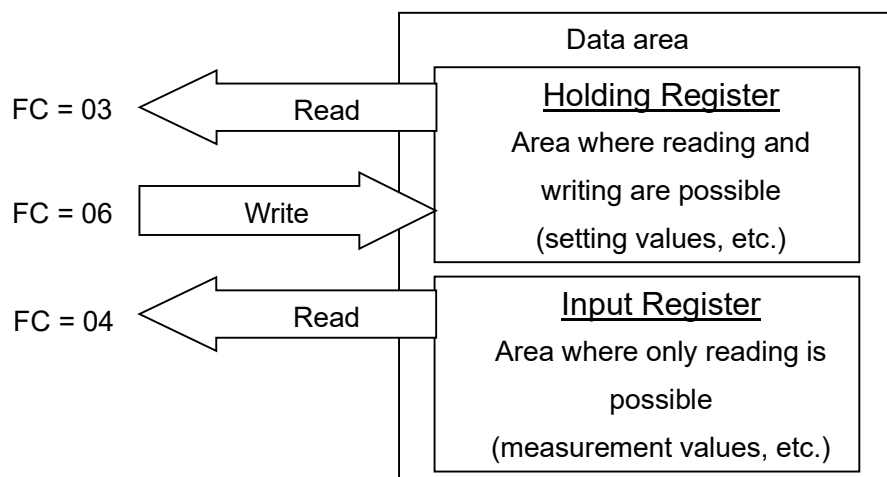 Data area
FC = 03
Read
Holding Register
Area where reading and
writing are possible
(setting values, etc.)
FC = 06
Write
FC = 04
Read
Input Register
Area where only reading is
possible
(measurement values, etc.)